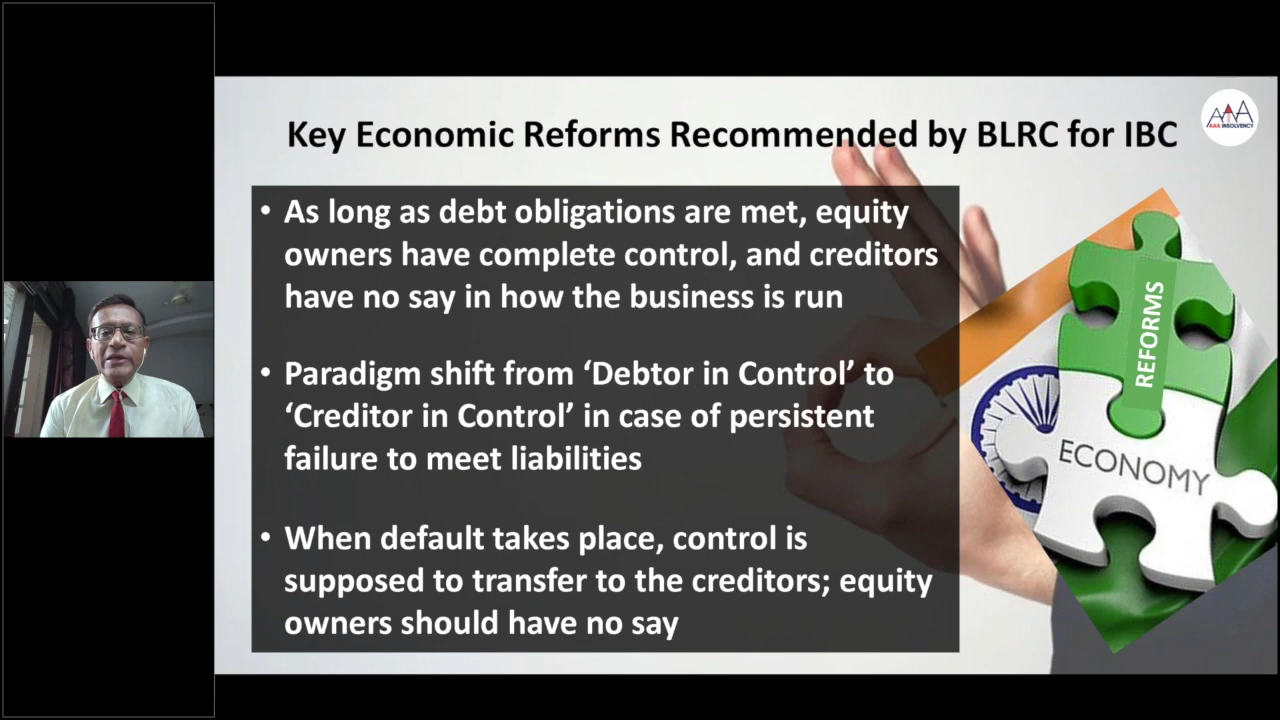 Key Economic Reforms Recommended by BLRC for IBC
AAA INSOLVENCY
• As long as debt obligations are met, equity
owners have complete control, and creditors
have no say in how the business is run
• Paradigm shift from ‘Debtor in Control’ to
‘Creditor in Control’ in case of persistent
failure to meet liabilities
• When default takes place, control is
supposed to transfer to the creditors; equity
owners should have no say
REFORMS
ECONOMY